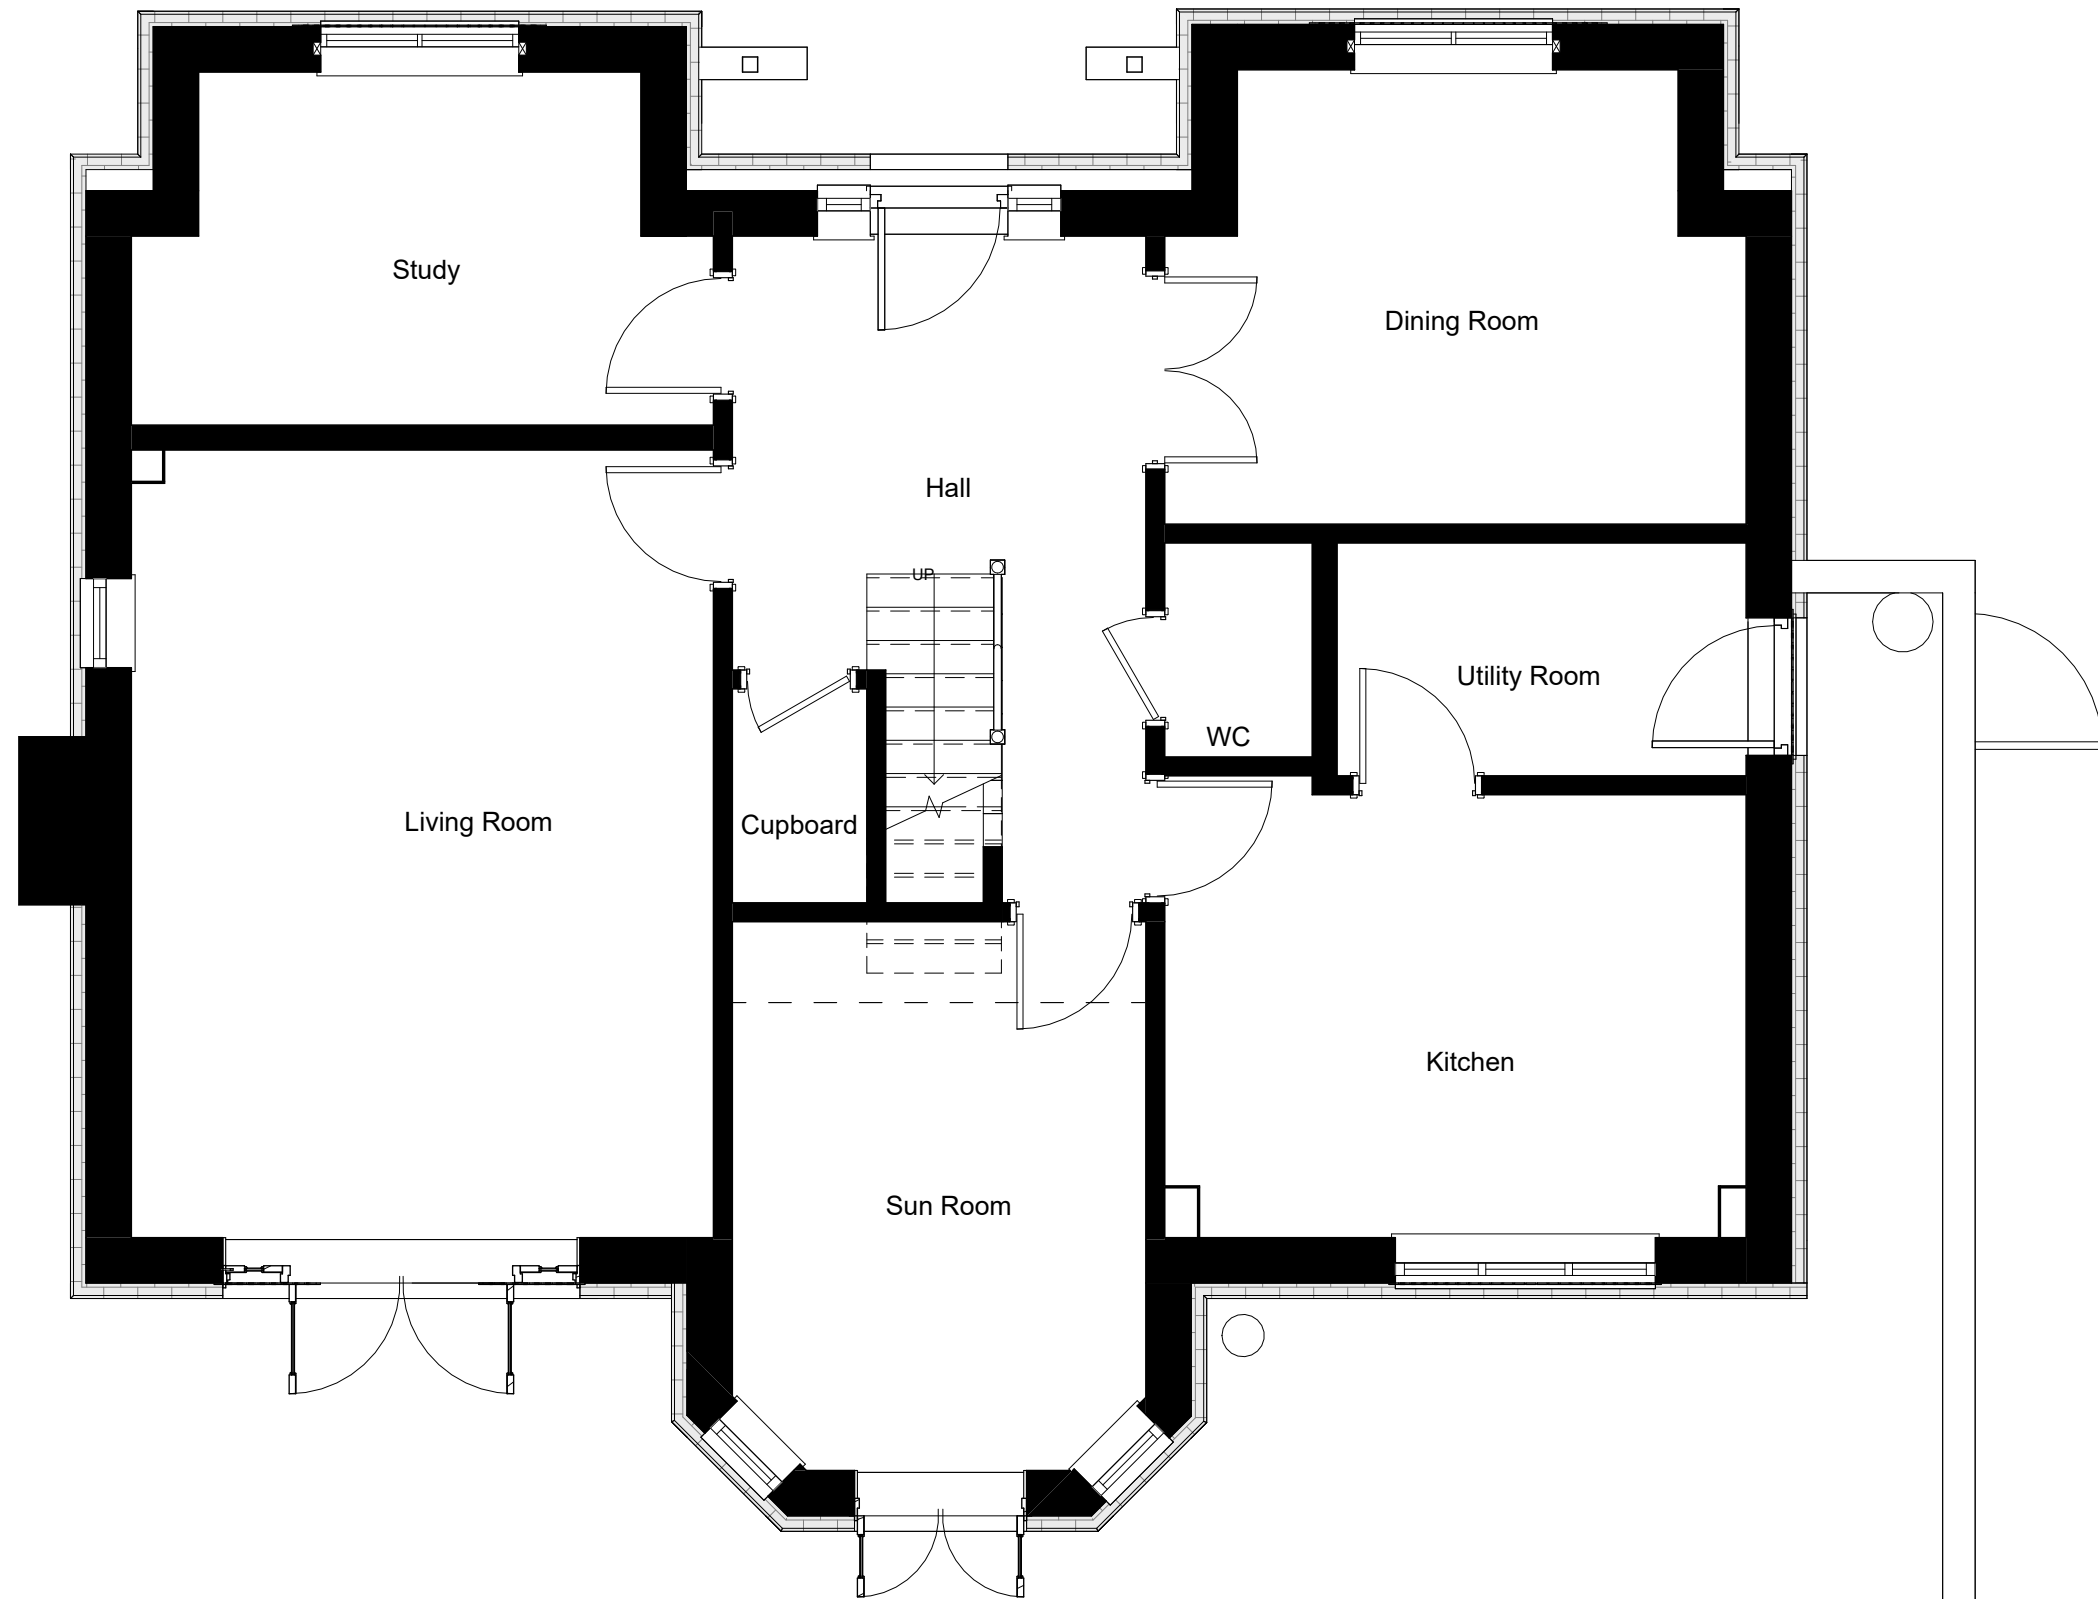 Study
Dining Room
Hall
UP
Utility Room
WC
Living Room
Cupboard
Kitchen
Sun Room